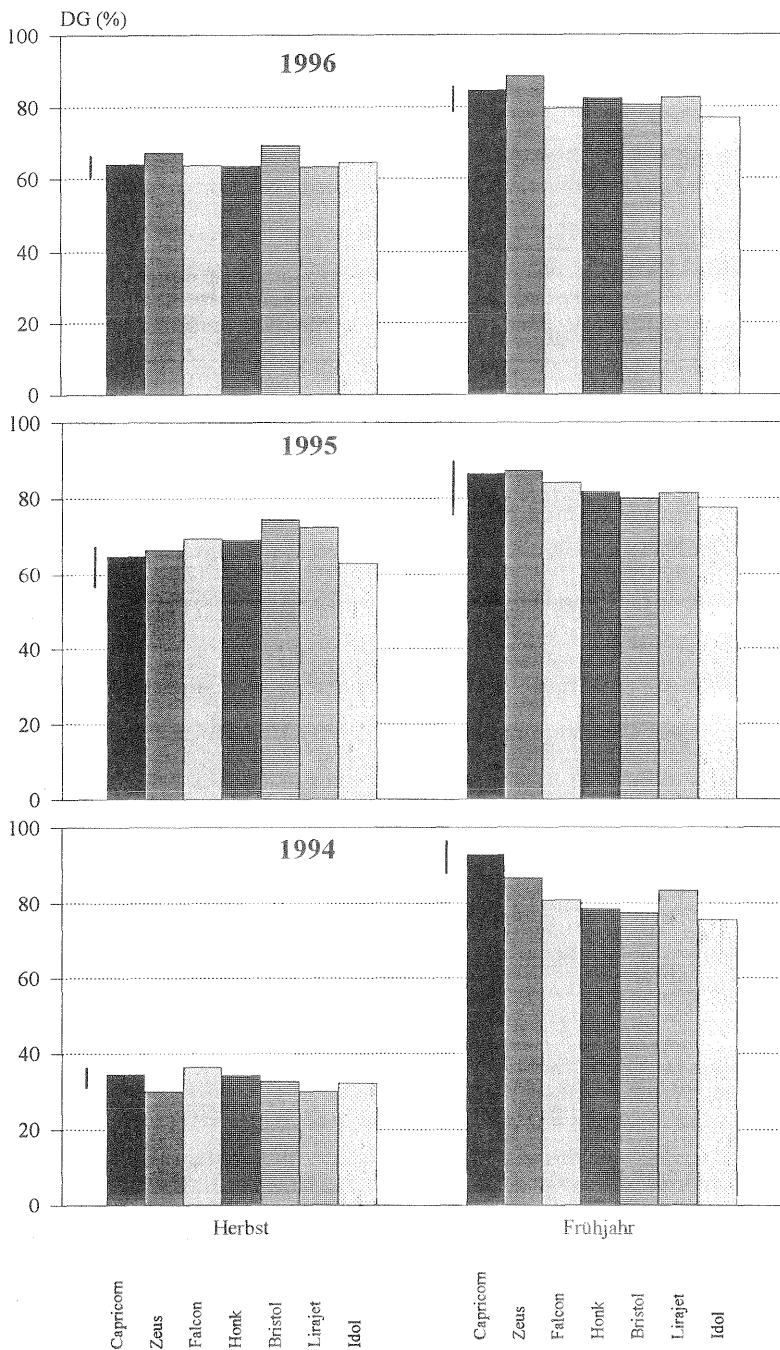 DG (%)
100
1996
80
60
40
20
0
100
1995
80
60
40
20
0
100
1994
80
60
40
20
0
Herbst Frühjahr
Capricorn
Zeus
Falcon
Honk
Bristol
Lirajet
Idol
Capricorn
Zeus
Falcon
Honk
Bristol
Lirajet
Idol